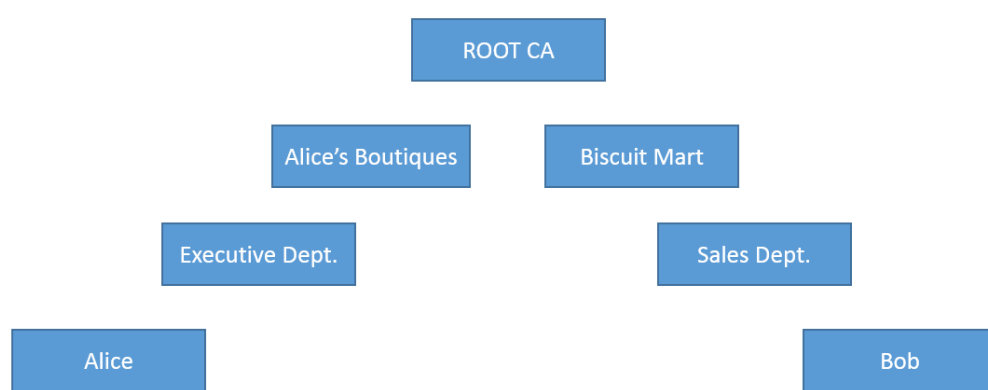 ROOT CA
Alice’s Boutiques
Biscuit Mart
Executive Dept.
Sales Dept.
Alice
Bob